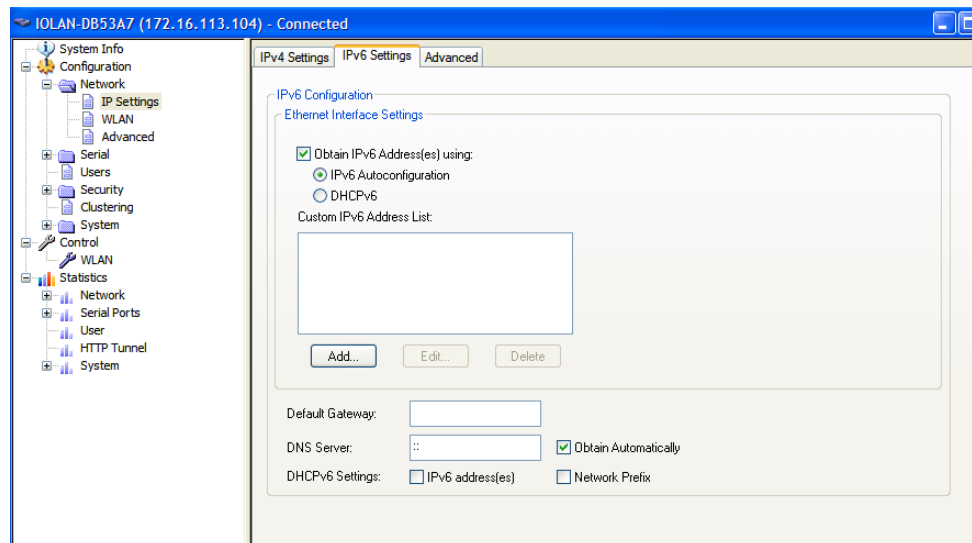 IOLAN-DB53A7 (172.16.113.104) - Connected
System Info
Configuration
Network
IP Settings
WLAN
Advanced
Serial
Users
Security
Clustering
System
Control
WLAN
Statistics
Network
Serial Ports
User
HTTP Tunnel
System
IPv4 Settings IPv6 Settings Advanced
IPv6 Configuration
Ethernet Interface Settings
Obtain IPv6 Address(es) using:
IPv6 Autoconfiguration
DHCPv6
Custom IPv6 Address List:
Add... Edit... Delete
Default Gateway:
DNS Server: :: Obtain Automatically
DHCPv6 Settings: IPv6 address(es) Network Prefix